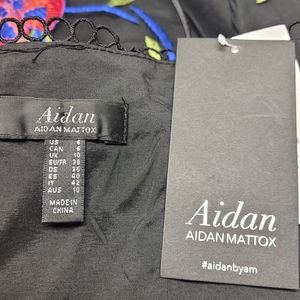 Aidan
AIDAN MATTOX
US 6
CAN 6
UK 10
EU/FR 38
DE 36
ES 40
IT 42
AUS 10
MADE IN
CHINA
Aidan
AIDAN MATTOX
#aidanbyam